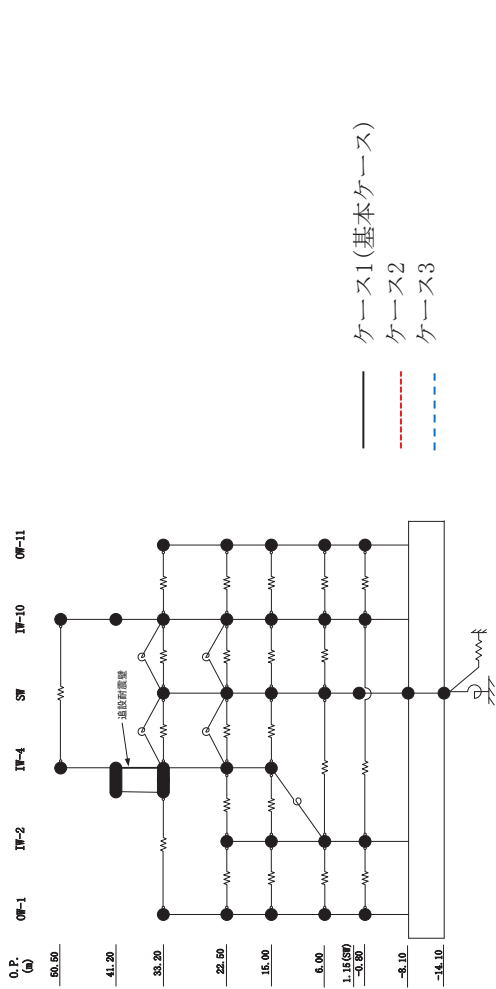 ケース1(基本ケース)
ケース2
ケース3
O.P.
(m)
OW-1
IW-2
IW-4
SW
IW-10
OW-11
50.50
41.20
追設耐震壁
33.20
22.50
15.00
6.00
1.15(SW)
-0.80
-8.10
-14.10